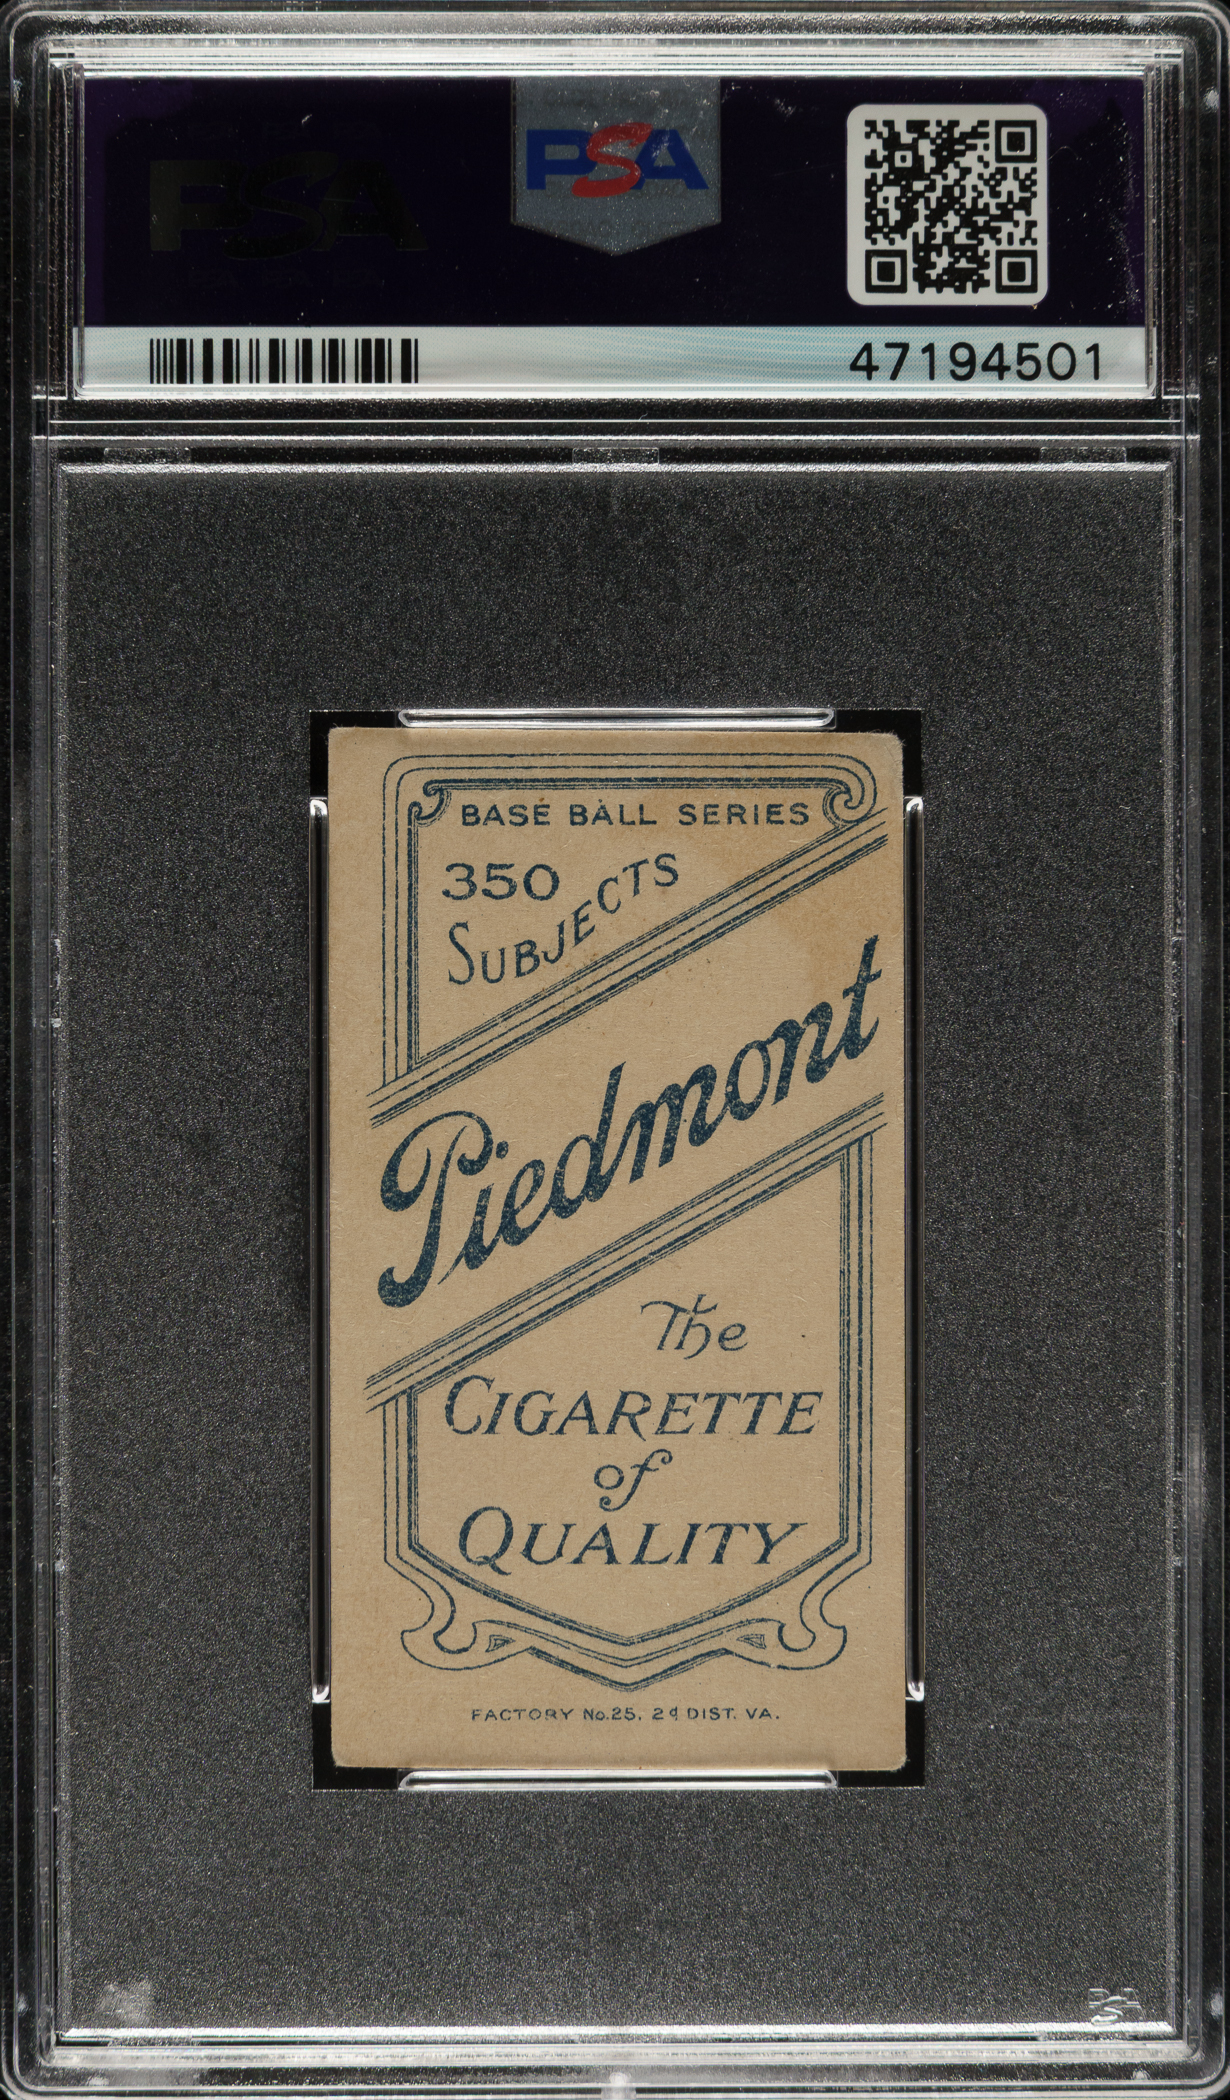 PSA
PSA
47194501
BASE BALL SERIES
350
SUBJECTS
Piedmont
The
CIGARETTE
of
QUALITY
FACTORY No. 25, 2d DIST. VA.
PSA